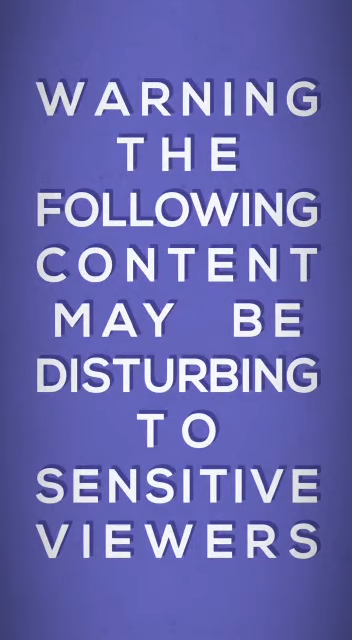 WARNING
THE
FOLLOWING
CONTENT
MAY BE
DISTURBING
TO
SENSITIVE
VIEWERS